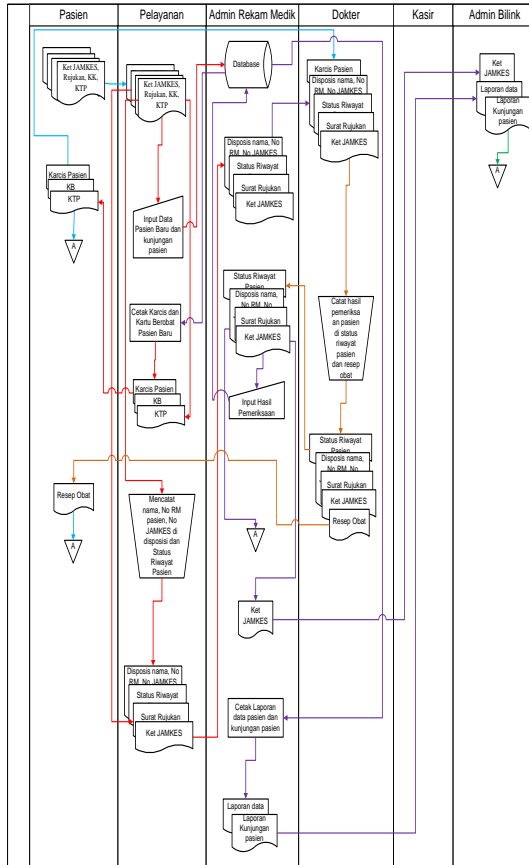 Pasien
Pelayanan
Admin Rekam Medik
Dokter
Kasir
Admin Bilink
Ket JAMKES,
Rujukan, KK,
KTP
Karcis Pasien
KB
KTP
A
Resep Obat
A
Ket JAMKES,
Rujukan, KK,
KTP
Input Data
Pasien Baru dan
kunjungan
pasien
Cetak Karcis dan
Kartu Berobat
Pasien Baru
Karcis Pasien
KB
KTP
Mencatat
nama, No RM
pasien, No
JAMKES di
disposisi dan
Status
Riwayat
Pasien
Disposis nama, No
RM, No JAMKES
Status Riwayat
Surat Rujukan
Ket JAMKES
Database
Disposis nama, No
RM, No JAMKES
Status Riwayat
Surat Rujukan
Ket JAMKES
Status Riwayat
Pasien
Disposis nama,
No RM, No
Surat Rujukan
Ket JAMKES
Input Hasil
Pemeriksaan
A
Ket
JAMKES
Cetak Laporan
data pasien dan
kunjungan pasien
Laporan data
Laporan
Kunjungan
pasien
Karcis Pasien
Disposis nama, No
RM, No JAMKES
Status Riwayat
Surat Rujukan
Ket JAMKES
Catat hasil
pemeriksa
an pasien
di status
riwayat
pasien
dan resep
obat
Status Riwayat
Pasien
Disposis nama,
No RM, No
Surat Rujukan
Ket JAMKES
Resep Obat
Ket
JAMKES
Laporan data
Laporan
Kunjungan
pasien
A